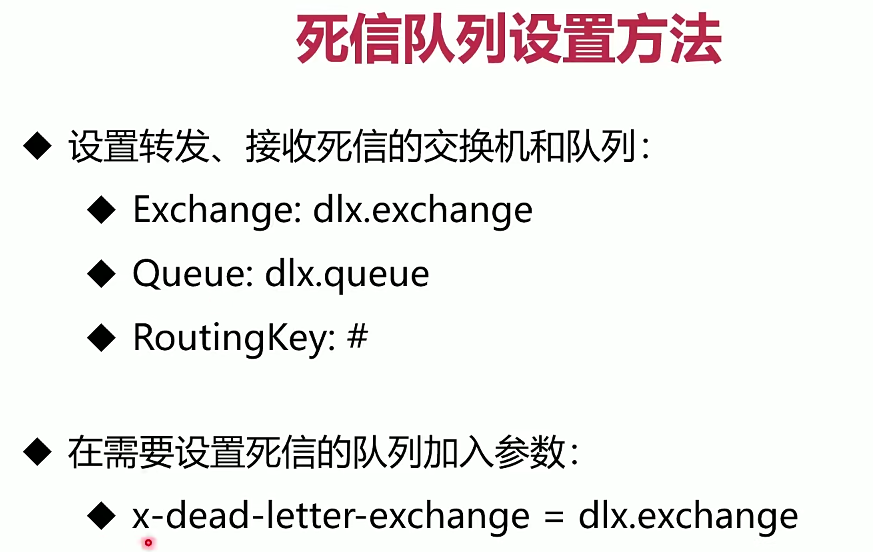 死信队列设置方法
◆ 设置转发、接收死信的交换机和队列：
◆ Exchange: dlx.exchange
◆ Queue: dlx.queue
◆ RoutingKey: #
◆ 在需要设置死信的队列加入参数：
◆ x-dead-letter-exchange = dlx.exchange